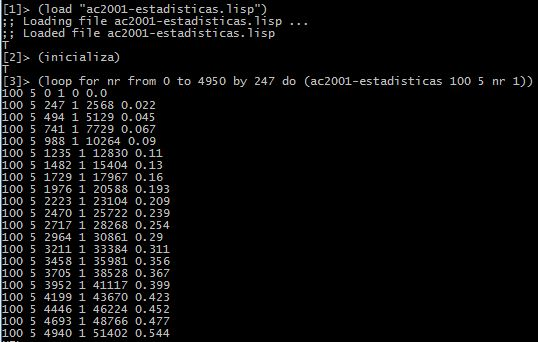 [1]> (load "ac2001-estadisticas.lisp")
;; Loading file ac2001-estadisticas.lisp ...
;; Loaded file ac2001-estadisticas.lisp
T
[2]> (inicializa)
T
[3]> (loop for nr from 0 to 4950 by 247 do (ac2001-estadisticas 100 5 nr 1))
100 5 0 1 0 0.0
100 5 247 1 2568 0.022
100 5 494 1 5129 0.045
100 5 741 1 7729 0.067
100 5 988 1 10264 0.09
100 5 1235 1 12830 0.11
100 5 1482 1 15404 0.13
100 5 1729 1 17967 0.16
100 5 1976 1 20588 0.193
100 5 2223 1 23104 0.209
100 5 2470 1 25722 0.239
100 5 2717 1 28268 0.254
100 5 2964 1 30861 0.29
100 5 3211 1 33384 0.311
100 5 3458 1 35981 0.356
100 5 3705 1 38528 0.367
100 5 3952 1 41117 0.399
100 5 4199 1 43670 0.423
100 5 4446 1 46224 0.452
100 5 4693 1 48766 0.477
100 5 4940 1 51402 0.544